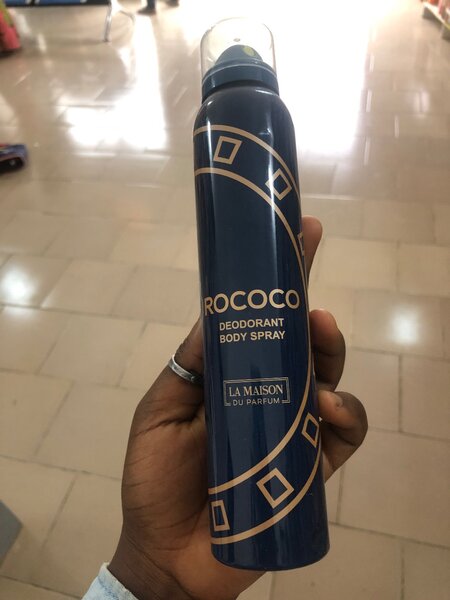 ROCOCO
DEODORANT
BODY SPRAY
LA MAISON
DU PARFUM